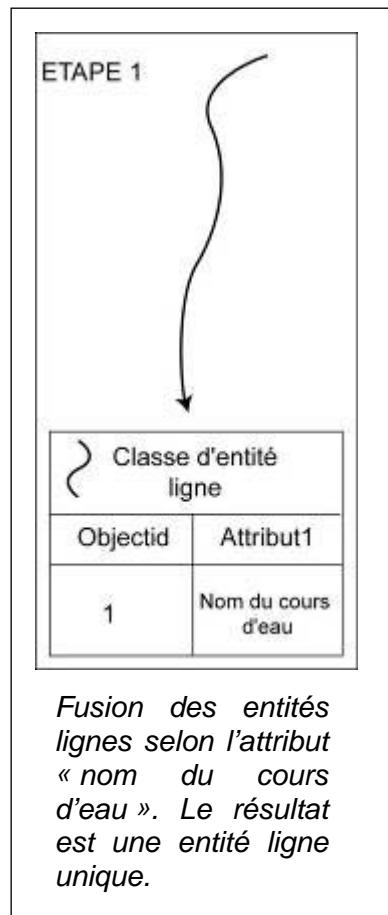 ETAPE 1
Classe d'entité
ligne
Objectid Attribut1
1 Nom du cours
d'eau
Fusion des entités
lignes selon l'attribut
« nom du cours
d'eau ». Le résultat
est une entité ligne
unique.